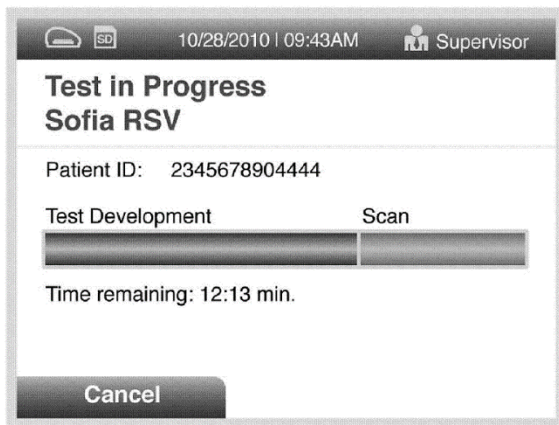 SD 10/28/2010 | 09:43AM Supervisor
Test in Progress
Sofia RSV
Patient ID: 2345678904444
Test Development Scan
Time remaining: 12:13 min.
Cancel